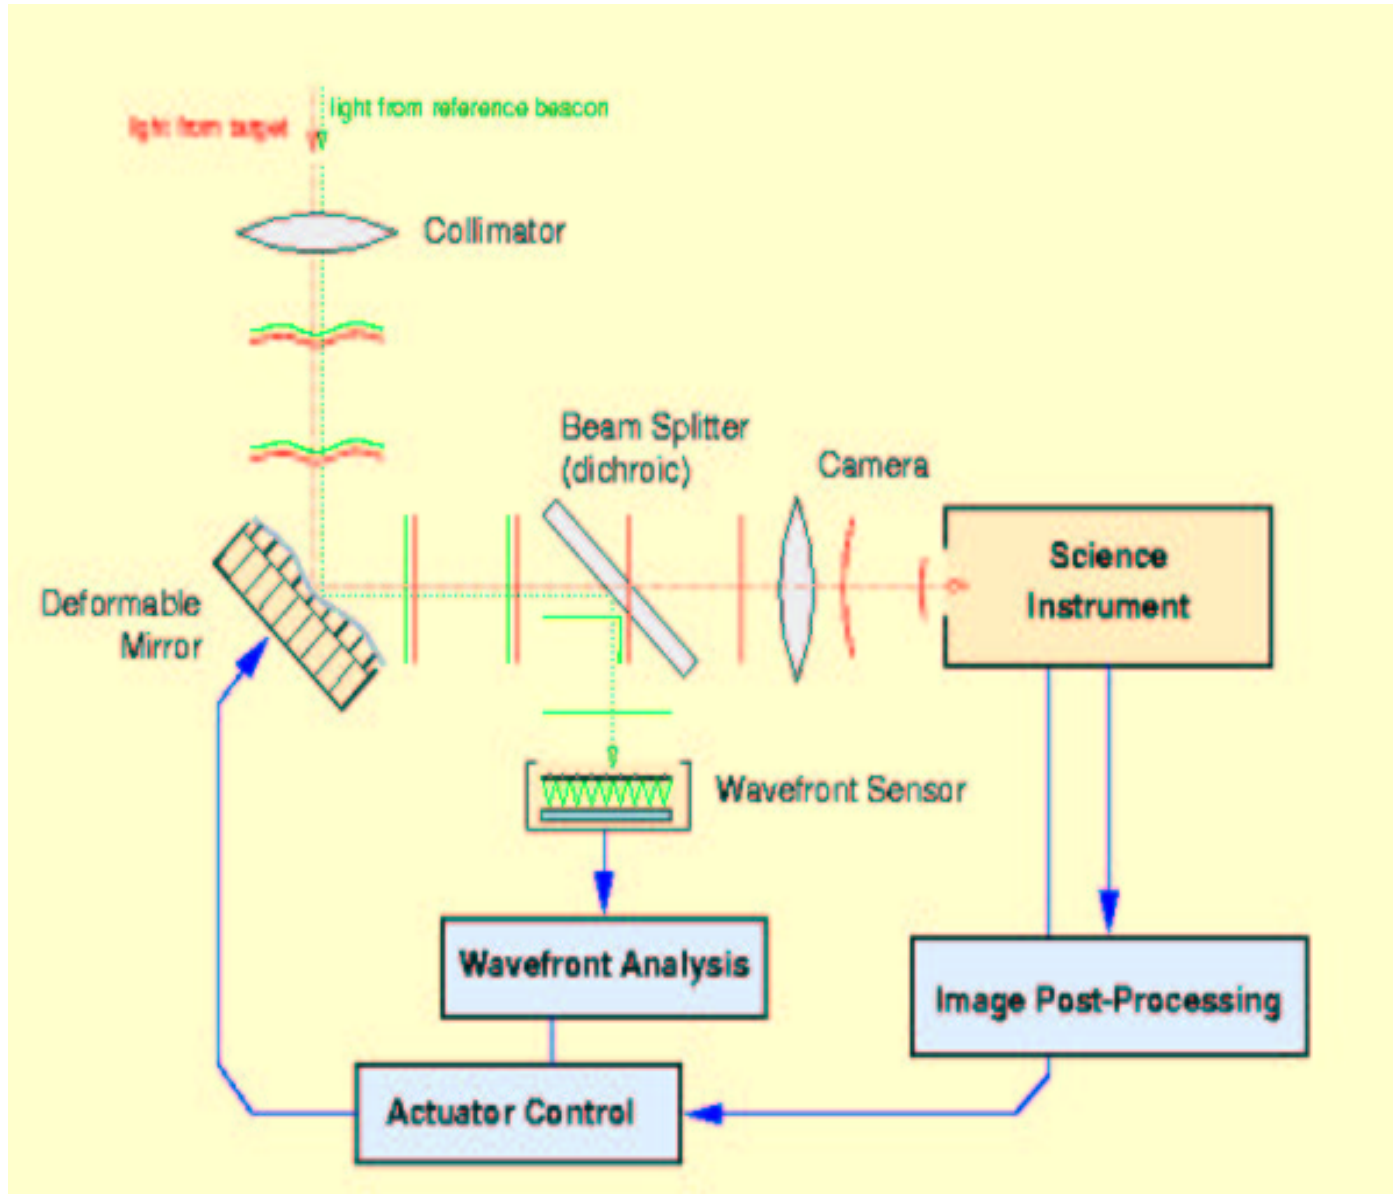 light from reference beacon
light from target
Collimator
Beam Splitter
(dichroic)
Camera
Science
Instrument
Deformable
Mirror
Wavefront Sensor
Wavefront Analysis
Image Post-Processing
Actuator Control